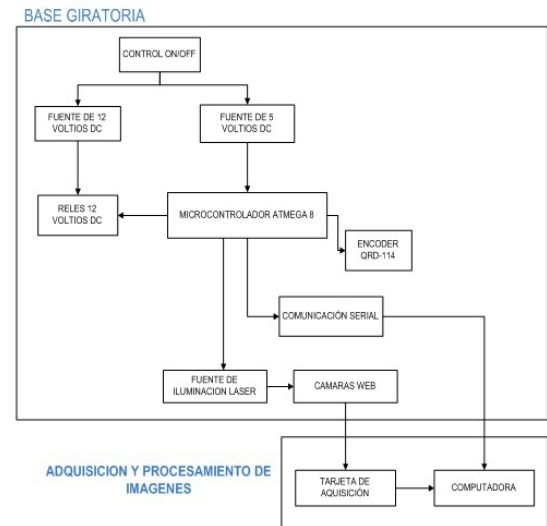 BASE GIRATORIA
CONTROL ON/OFF
FUENTE DE 12
VOLTIOS DC
FUENTE DE 5
VOLTIOS DC
RELES 12
VOLTIOS DC
MICROCONTROLADOR ATMEGA 8
ENCODER
QRD-114
COMUNICACIÓN SERIAL
FUENTE DE
ILUMINACION LASER
CAMARAS WEB
ADQUISICION Y PROCESAMIENTO DE
IMAGENES
TARJETA DE
AQUISICIÓN
COMPUTADORA